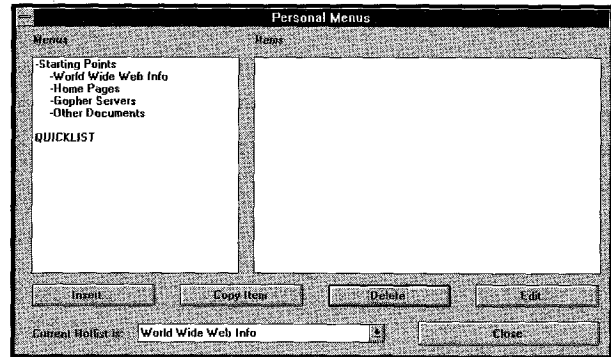 Personal Menus
Menus
Items
-Starting Points
-World Wide Web Info
-Home Pages
-Gopher Servers
-Other Documents
QUICKLIST
Insert...
Copy Item
Delete
Edit...
Current Hotlist is:
World Wide Web Info
Close